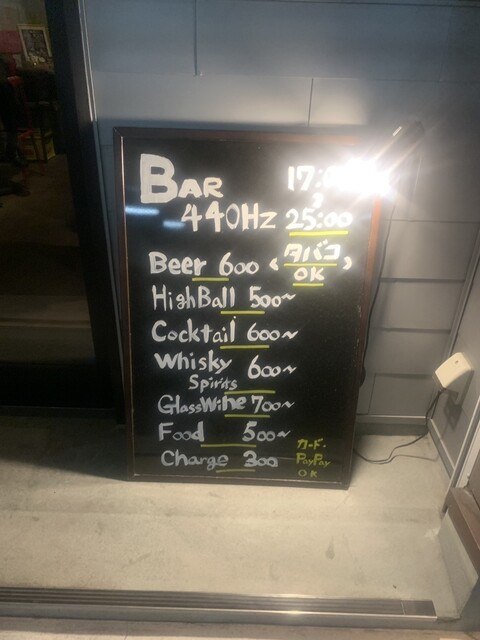 BAR
440Hz
17:
〜
25:00
Beer 600
タバコ
OK
HighBall 500~
Cocktail 600~
Whisky 600~
Spirits
GlassWine 700~
Food 500~
Charge 300
カード.
PayPay
OK